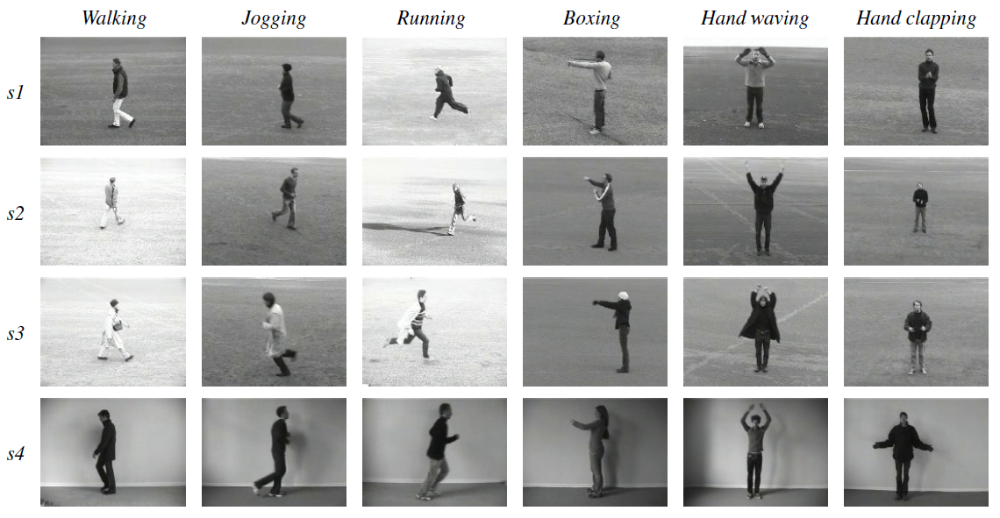 Walking Jogging Running Boxing Hand waving Hand clapping
s1
s2
s3
s4